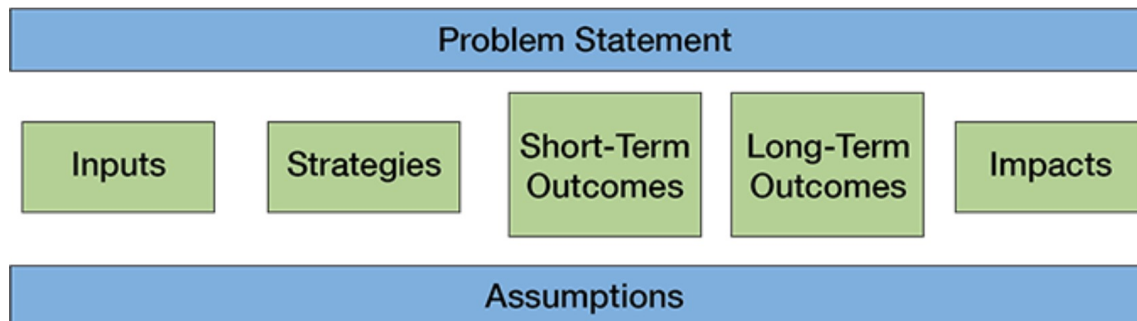 Problem Statement
Inputs
Strategies
Short-Term
Outcomes
Long-Term
Outcomes
Impacts
Assumptions